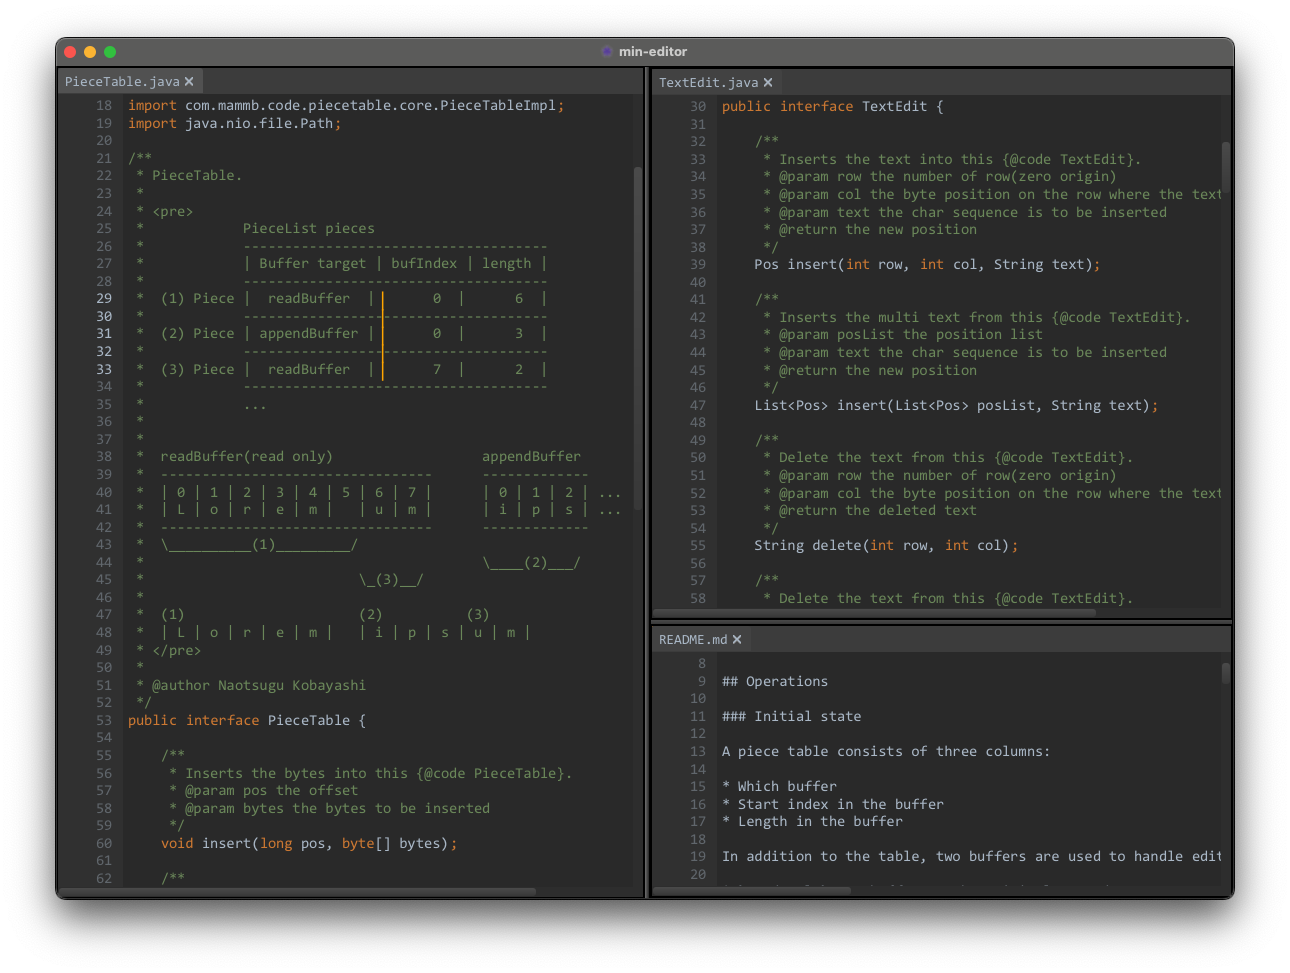 min-editor
PieceTable.java ×
18 import com.mammb.code.piecetable.core.PieceTableImpl;
19 import java.nio.file.Path;
20
21 /**
22  * PieceTable.
23  *
24  * <pre>
25  *            PieceList pieces
26  *            -------------------------------------
27  *            | Buffer target | bufIndex | length |
28  *            -------------------------------------
29  *  (1) Piece |  readBuffer  |       0  |      6  |
30  *            -------------------------------------
31  *  (2) Piece | appendBuffer |       0  |      3  |
32  *            -------------------------------------
33  *  (3) Piece |  readBuffer  |       7  |      2  |
34  *            -------------------------------------
35  *            ...
36  *
37  *
38  *  readBuffer(read only)                  appendBuffer
39  *  ---------------------------------      -------------
40  *  | 0 | 1 | 2 | 3 | 4 | 5 | 6 | 7 |      | 0 | 1 | 2 | ...
41  *  | L | o | r | e | m |   | u | m |      | i | p | s | ...
42  *  ---------------------------------      -------------
43  *  \__________(1)_________/
44  *                                         \____(2)___/
45  *                          \_(3)__/
46  *
47  *  (1)                     (2)          (3)
48  *  | L | o | r | e | m |   | i | p | s | u | m |
49  * </pre>
50  *
51  * @author Naotsugu Kobayashi
52  */
53 public interface PieceTable {
54
55     /**
56      * Inserts the bytes into this {@code PieceTable}.
57      * @param pos the offset
58      * @param bytes the bytes to be inserted
59      */
60     void insert(long pos, byte[] bytes);
61
62     /**
TextEdit.java ×
30 public interface TextEdit {
31
32     /**
33      * Inserts the text into this {@code TextEdit}.
34      * @param row the number of row(zero origin)
35      * @param col the byte position on the row where the text
36      * @param text the char sequence is to be inserted
37      * @return the new position
38      */
39     Pos insert(int row, int col, String text);
40
41     /**
42      * Inserts the multi text from this {@code TextEdit}.
43      * @param posList the position list
44      * @param text the char sequence is to be inserted
45      * @return the new position
46      */
47     List<Pos> insert(List<Pos> posList, String text);
48
49     /**
50      * Delete the text from this {@code TextEdit}.
51      * @param row the number of row(zero origin)
52      * @param col the byte position on the row where the text
53      * @return the deleted text
54      */
55     String delete(int row, int col);
56
57     /**
58      * Delete the text from this {@code TextEdit}.
README.md ×
8
9 ## Operations
10
11 ### Initial state
12
13 A piece table consists of three columns:
14
15 * Which buffer
16 * Start index in the buffer
17 * Length in the buffer
18
19 In addition to the table, two buffers are used to handle edit
20